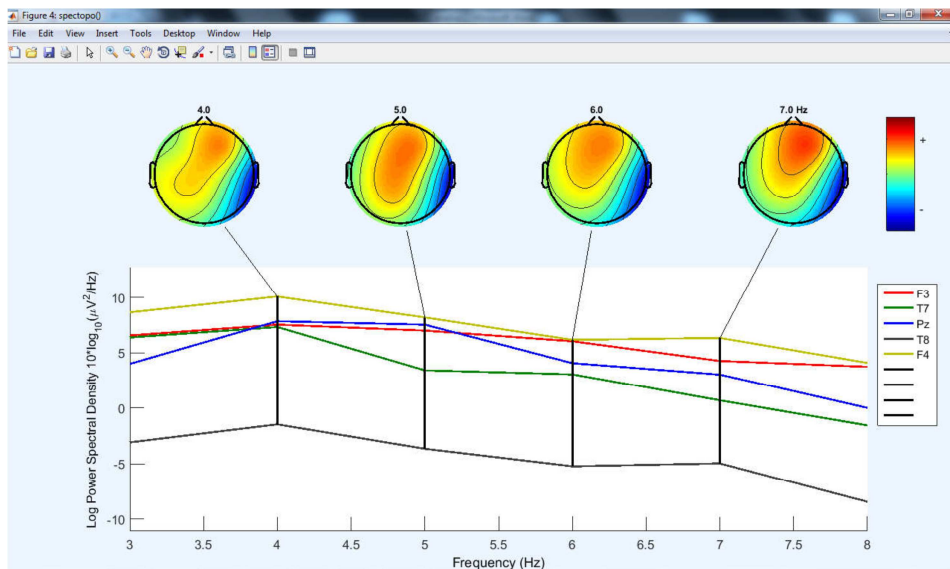 Figure 4: spectopo()
File Edit View Insert Tools Desktop Window Help
4.0 5.0 6.0 7.0 Hz
+
-
Log Power Spectral Density 10*log10(μV2/Hz)
10
5
0
-5
-10
3 3.5 4 4.5 5 5.5 6 6.5 7 7.5 8
Frequency (Hz)
F3
T7
Pz
T8
F4